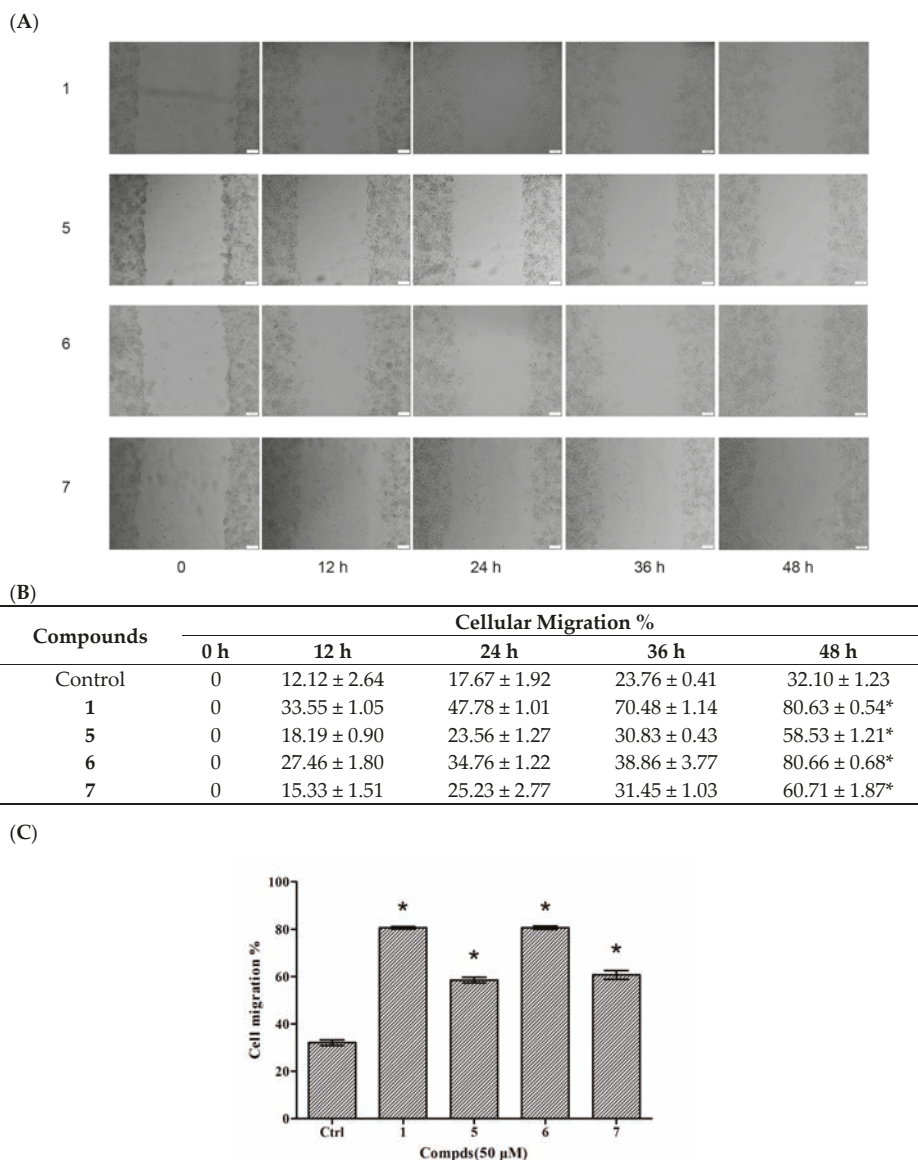 (A)
1
5
6
7
0 12 h 24 h 36 h 48 h
(B)
Compounds Cellular Migration %
0 h 12 h 24 h 36 h 48 h
Control 0 12.12 ± 2.64 17.67 ± 1.92 23.76 ± 0.41 32.10 ± 1.23
1 0 33.55 ± 1.05 47.78 ± 1.01 70.48 ± 1.14 80.63 ± 0.54*
5 0 18.19 ± 0.90 23.56 ± 1.27 30.83 ± 0.43 58.53 ± 1.21*
6 0 27.46 ± 1.80 34.76 ± 1.22 38.86 ± 3.77 80.66 ± 0.68*
7 0 15.33 ± 1.51 25.23 ± 2.77 31.45 ± 1.03 60.71 ± 1.87*
(C)
100
80
60
40
20
0
Cell migration %
* * * *
Ctrl 1 5 6 7
Compds(50 μM)